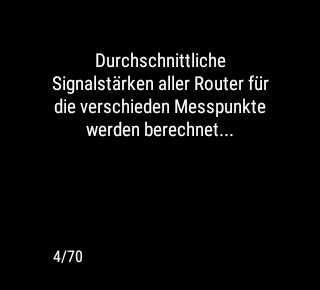 Durchschnittliche
Signalstärken aller Router für
die verschieden Messpunkte
werden berechnet...
4/70